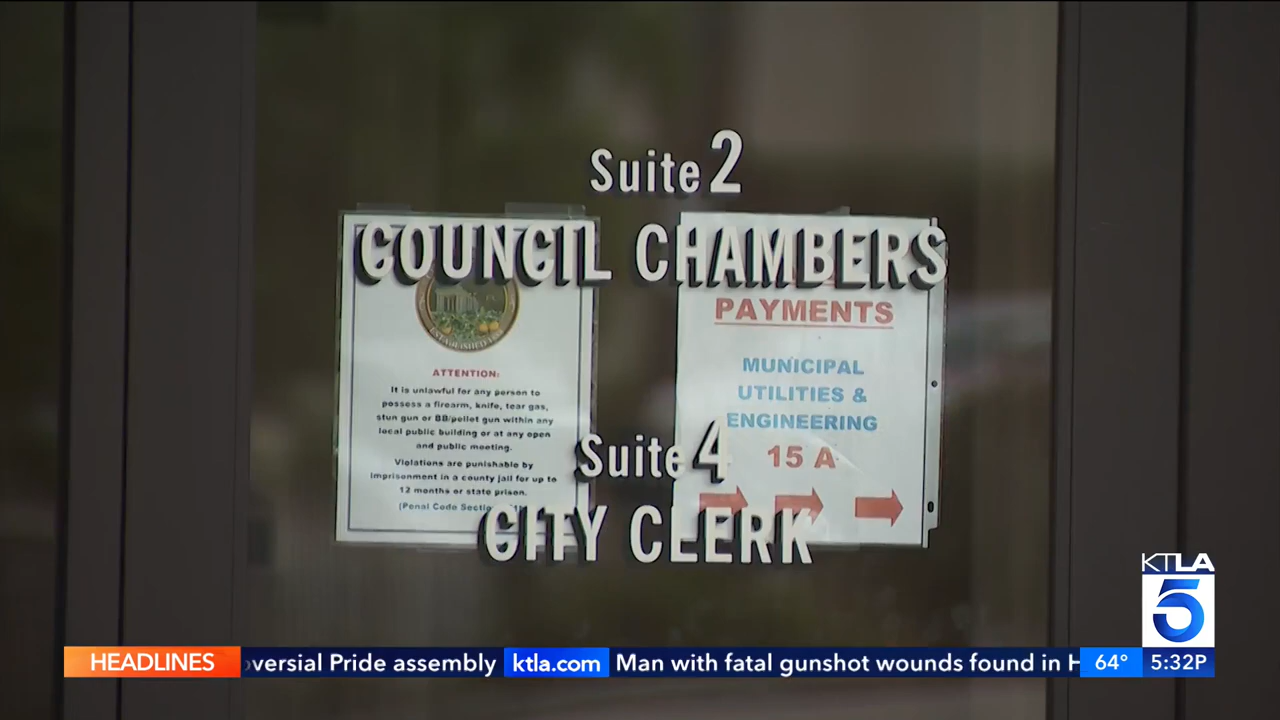 Suite 2
COUNCIL CHAMBERS
ATTENTION:
It is unlawful for any person to
possess a firearm, knife, tear gas,
stun gun or BB/pellet gun within any
local public building or at any open
and public meeting.
Violations are punishable by
imprisonment in a county jail for up to
12 months or state prison.
(Penal Code
PAYMENTS
MUNICIPAL
UTILITIES &
ENGINEERING
15 A
Suite 4
CITY CLERK
KTLA
5
HEADLINES
oversial Pride assembly
ktla.com
Man with fatal gunshot wounds found in H
64°
5:32P